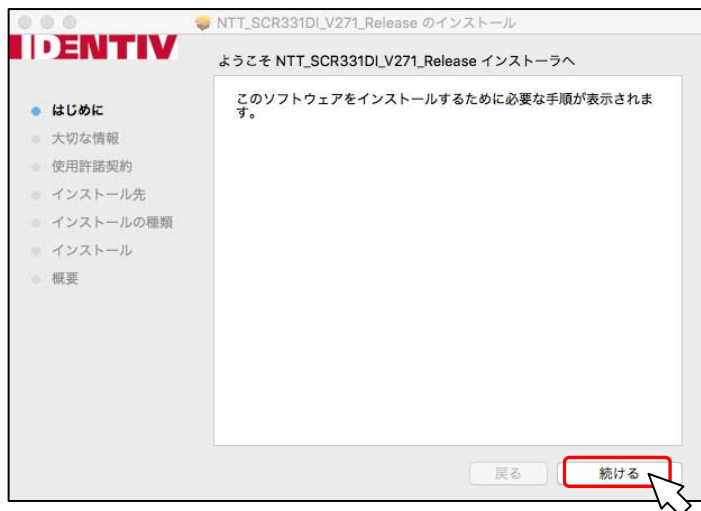 NTT_SCR331DI_V271_Release のインストール
IDENTIV
ようこそ NTT_SCR331DI_V271_Release インストーラへ
はじめに
大切な情報
使用許諾契約
インストール先
インストールの種類
インストール
概要
このソフトウェアをインストールするために必要な手順が表示されま
す。
戻る
続ける